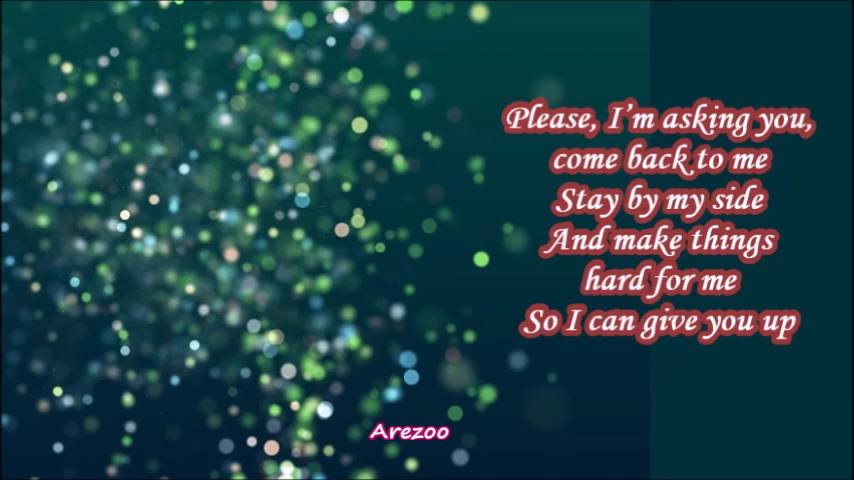 Please, I’m asking you,
come back to me
Stay by my side
And make things
hard for me
So I can give you up
Arezoo